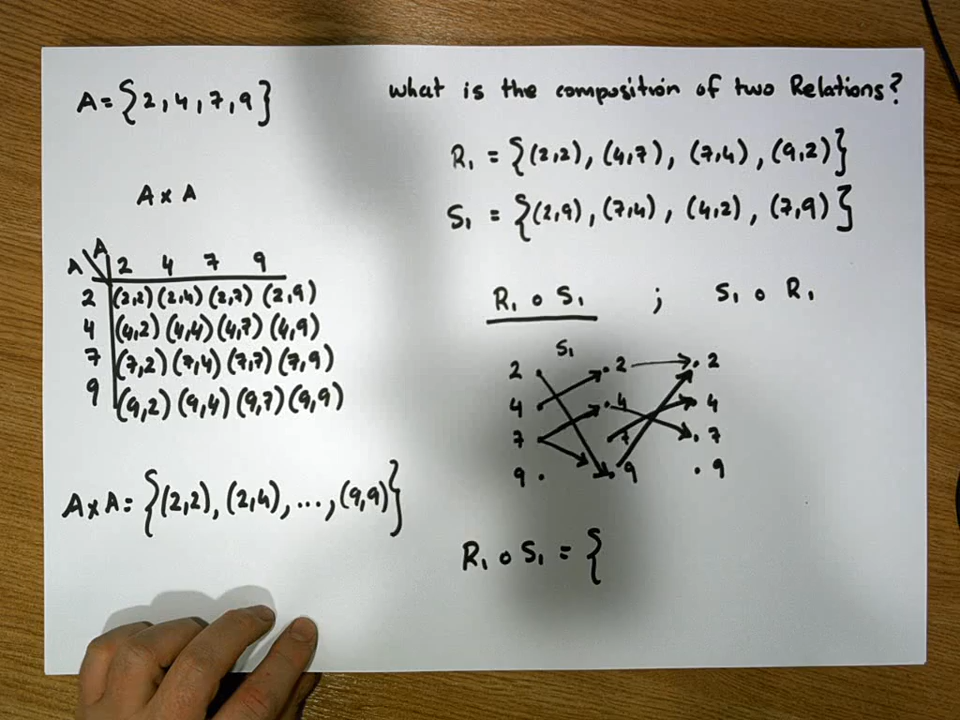 A = {2, 4, 7, 9}
A x A
A \ A 2 4 7 9
2 (2,2) (2,4) (2,7) (2,9)
4 (4,2) (4,4) (4,7) (4,9)
7 (7,2) (7,4) (7,7) (7,9)
9 (9,2) (9,4) (9,7) (9,9)
A x A = {(2,2), (2,4), ..., (9,9)}
what is the composition of two Relations?
R₁ = {(2,2), (4,7), (7,4), (9,2)}
S₁ = {(2,9), (7,4), (4,2), (7,9)}
R₁ ∘ S₁ ; S₁ ∘ R₁
S₁
2 2 2
4 4 4
7 7 7
9 9 9
R₁ ∘ S₁ = {